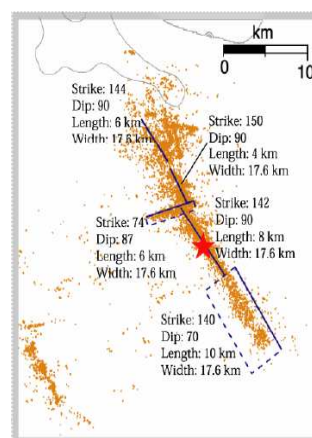 km
0 10
Strike: 144
Dip: 90
Length: 6 km
Width: 17.6 km
Strike: 150
Dip: 90
Length: 4 km
Width: 17.6 km
Strike: 74
Dip: 87
Length: 6 km
Width: 17.6 km
Strike: 142
Dip: 90
Length: 8 km
Width: 17.6 km
Strike: 140
Dip: 70
Length: 10 km
Width: 17.6 km